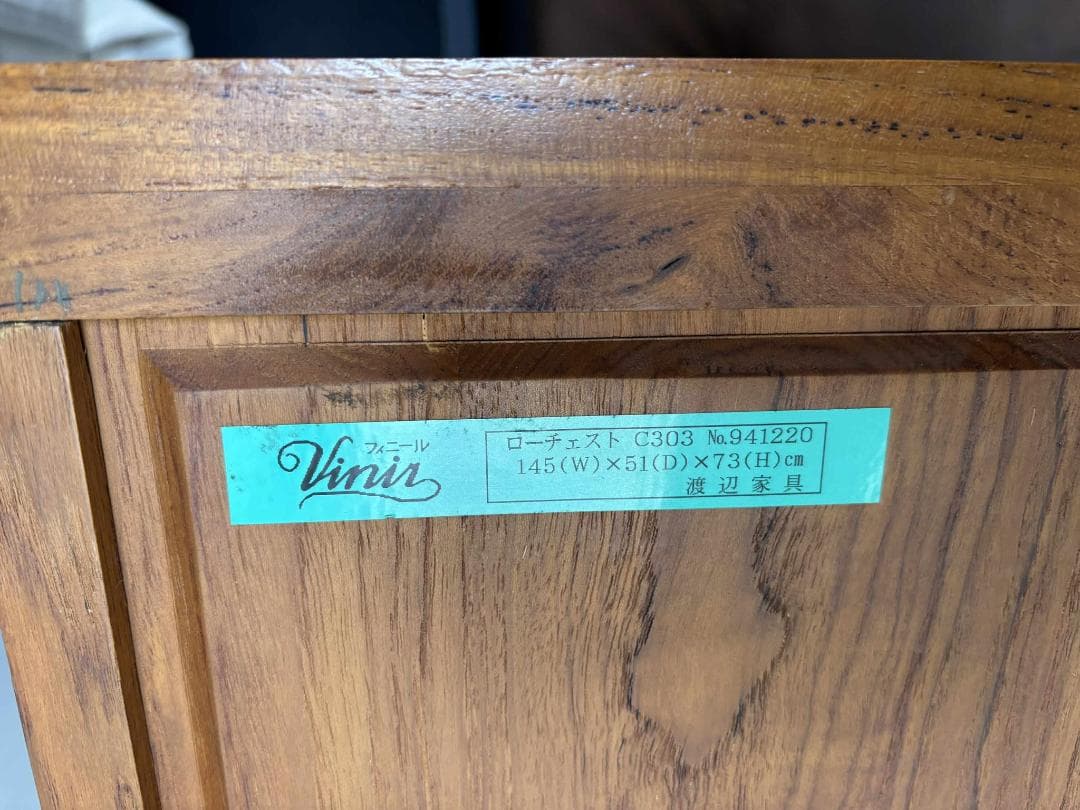 フィニール
Vinir
ローチェスト C303 No.941220
145(W)×51(D)×73(H)cm
渡辺家具